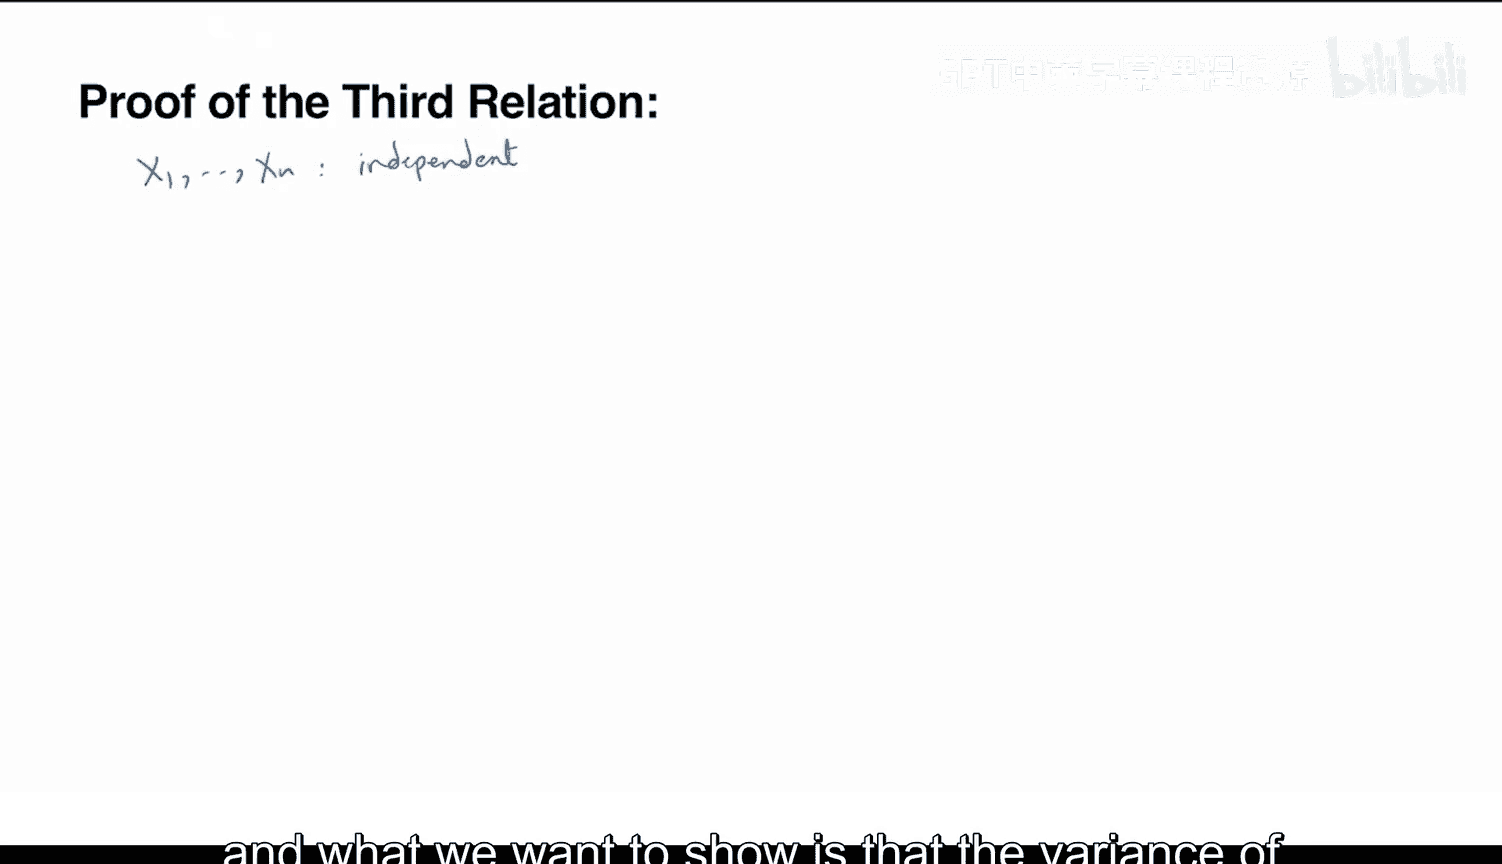 bilibili
Proof of the Third Relation:
X₁, ..., Xₙ : independent
and what we want to show is that the variance of